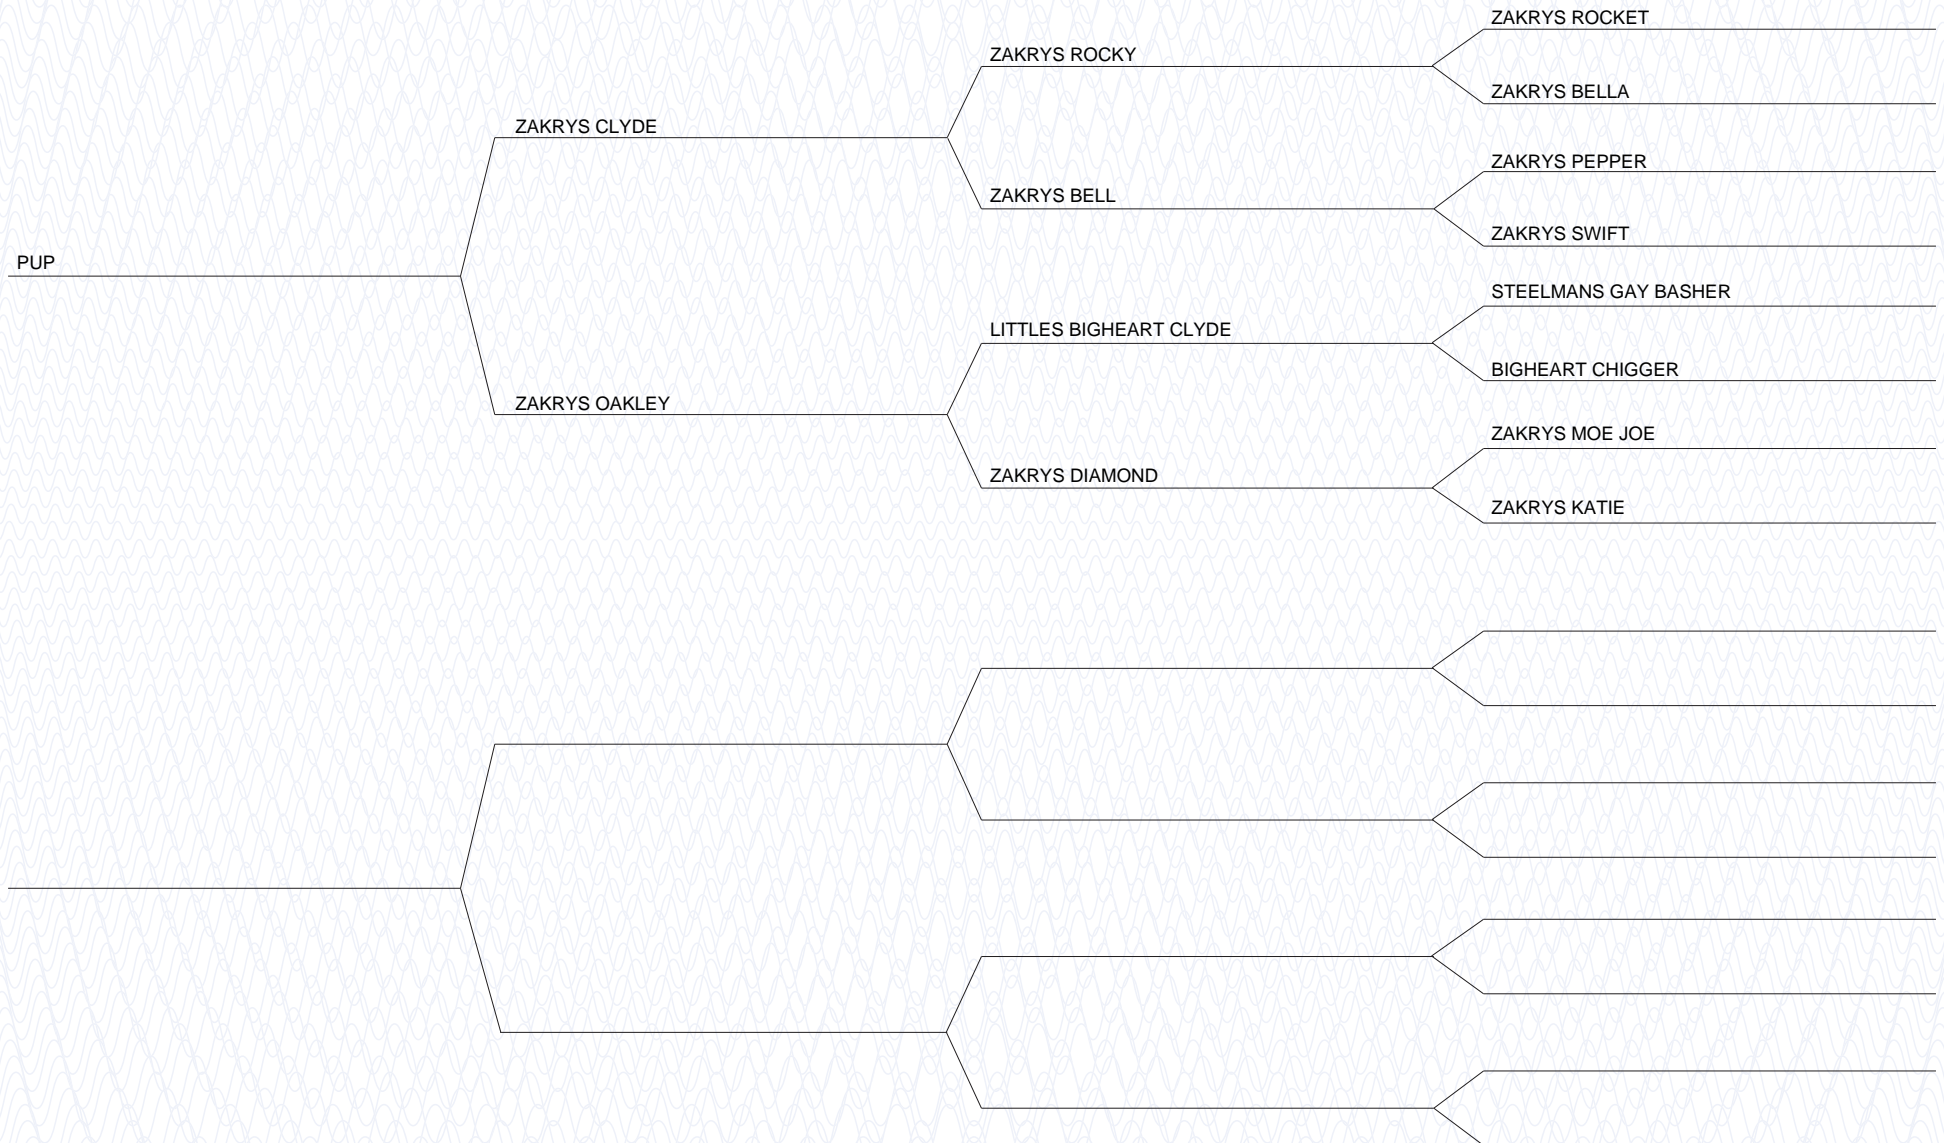 ZAKRYS ROCKET
ZAKRYS ROCKY
ZAKRYS BELLA
ZAKRYS CLYDE
ZAKRYS PEPPER
ZAKRYS BELL
ZAKRYS SWIFT
PUP
STEELMANS GAY BASHER
LITTLES BIGHEART CLYDE
BIGHEART CHIGGER
ZAKRYS OAKLEY
ZAKRYS MOE JOE
ZAKRYS DIAMOND
ZAKRYS KATIE